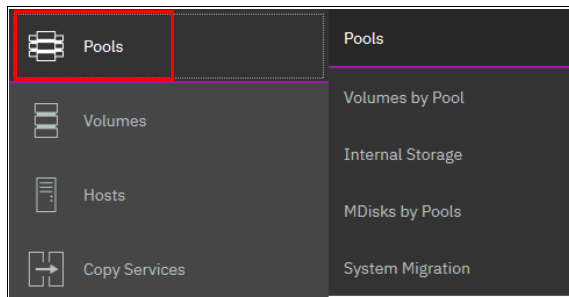 Pools
Volumes
Hosts
Copy Services
Pools
Volumes by Pool
Internal Storage
MDisks by Pools
System Migration